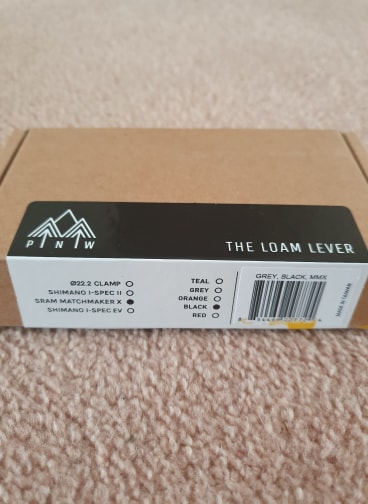 PNW
THE LOAM LEVER
Ø22.2 CLAMP
SHIMANO I-SPEC II
SRAM MATCHMAKER X
SHIMANO I-SPEC EV
TEAL
GREY
ORANGE
BLACK
RED
GREY, BLACK, MMX
MADE IN TAIWAN